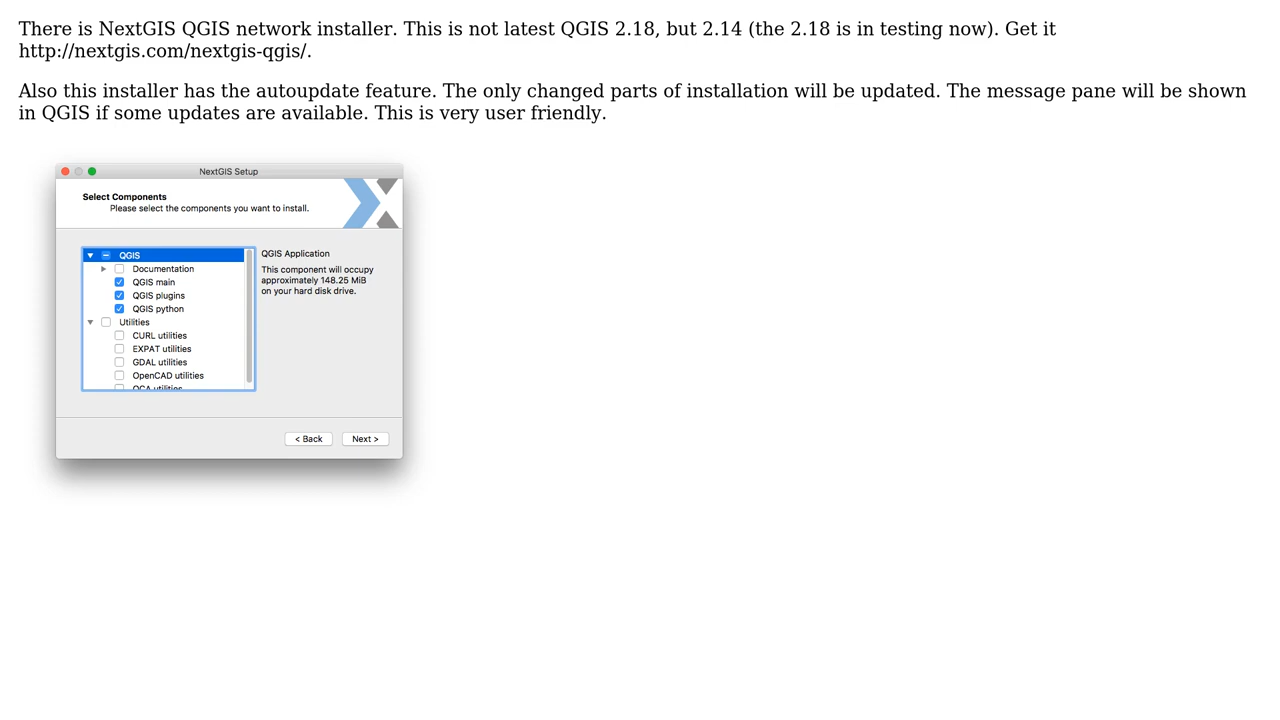 There is NextGIS QGIS network installer. This is not latest QGIS 2.18, but 2.14 (the 2.18 is in testing now). Get it
http://nextgis.com/nextgis-qgis/.
Also this installer has the autoupdate feature. The only changed parts of installation will be updated. The message pane will be shown
in QGIS if some updates are available. This is very user friendly.
NextGIS Setup
Select Components
Please select the components you want to install.
QGIS
Documentation
QGIS main
QGIS plugins
QGIS python
Utilities
CURL utilities
EXPAT utilities
GDAL utilities
OpenCAD utilities
QGIS Application
This component will occupy
approximately 148.25 MiB
on your hard disk drive.
< Back
Next >